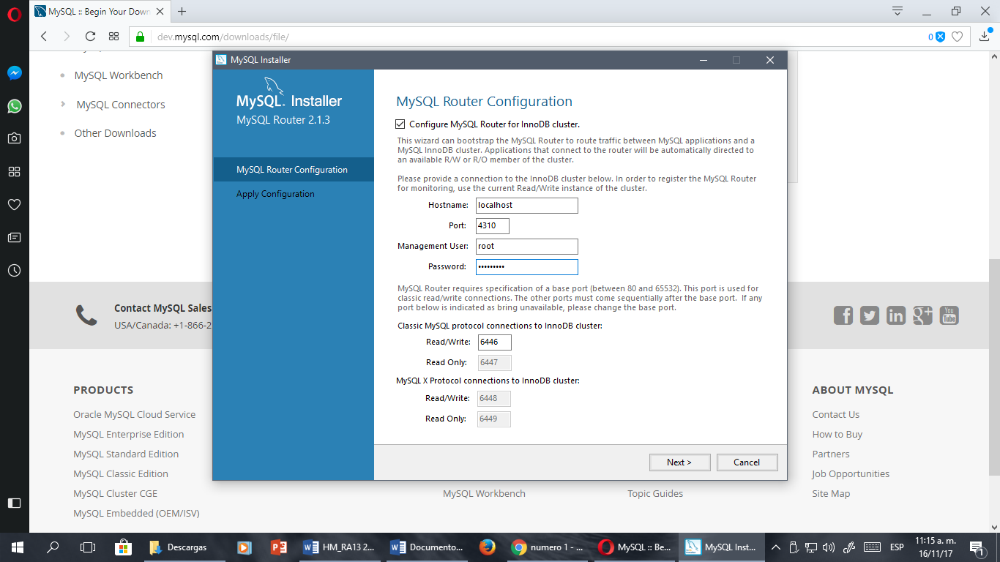 MySQL :: Begin Your Down
dev.mysql.com/downloads/file/
0
MySQL Workbench
MySQL Connectors
Other Downloads
MySQL Installer
MySQL Installer
MySQL Router 2.1.3
MySQL Router Configuration
Apply Configuration
MySQL Router Configuration
Configure MySQL Router for InnoDB cluster.
This wizard can bootstrap the MySQL Router to route traffic between MySQL applications and a
MySQL InnoDB cluster. Applications that connect to the router will be automatically directed to
an available R/W or R/O member of the cluster.
Please provide a connection to the InnoDB cluster below. In order to register the MySQL Router
for monitoring, use the current Read/Write instance of the cluster.
Hostname: localhost
Port: 4310
Management User: root
Password: •••••••••
MySQL Router requires specification of a base port (between 80 and 65532). This port is used for
classic read/write connections. The other ports must come sequentially after the base port. If any
port below is indicated as bring unavailable, please change the base port.
Classic MySQL protocol connections to InnoDB cluster:
Read/Write: 6446
Read Only: 6447
MySQL X Protocol connections to InnoDB cluster:
Read/Write: 6448
Read Only: 6449
Next >
Cancel
Contact MySQL Sales
USA/Canada: +1-866-2
You
Tube
PRODUCTS
Oracle MySQL Cloud Service
MySQL Enterprise Edition
MySQL Standard Edition
MySQL Classic Edition
MySQL Cluster CGE
MySQL Embedded (OEM/ISV)
MySQL Workbench
Topic Guides
ABOUT MYSQL
Contact Us
How to Buy
Partners
Job Opportunities
Site Map
Descargas
HM_RA13 2...
Documento...
numero 1 - ...
MySQL :: Be...
MySQL Inst...
ESP
11:15 a. m.
16/11/17
1